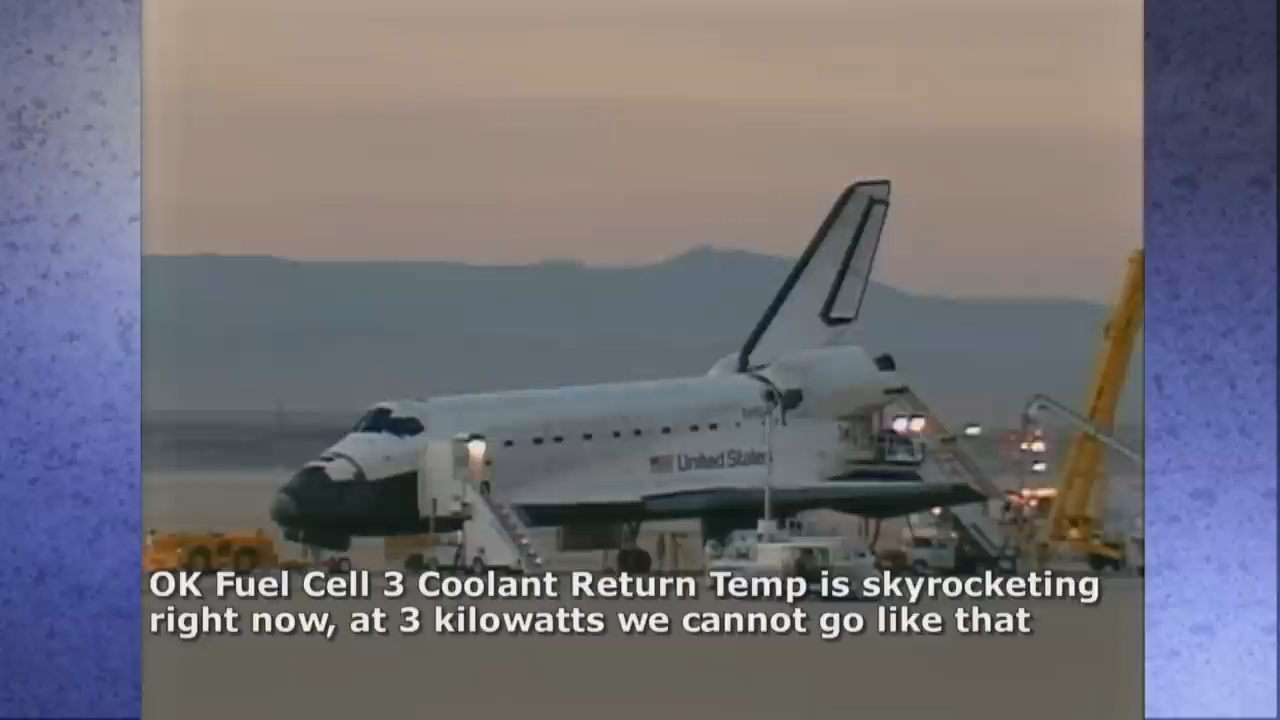 United States
OK Fuel Cell 3 Coolant Return Temp is skyrocketing
right now, at 3 kilowatts we cannot go like that